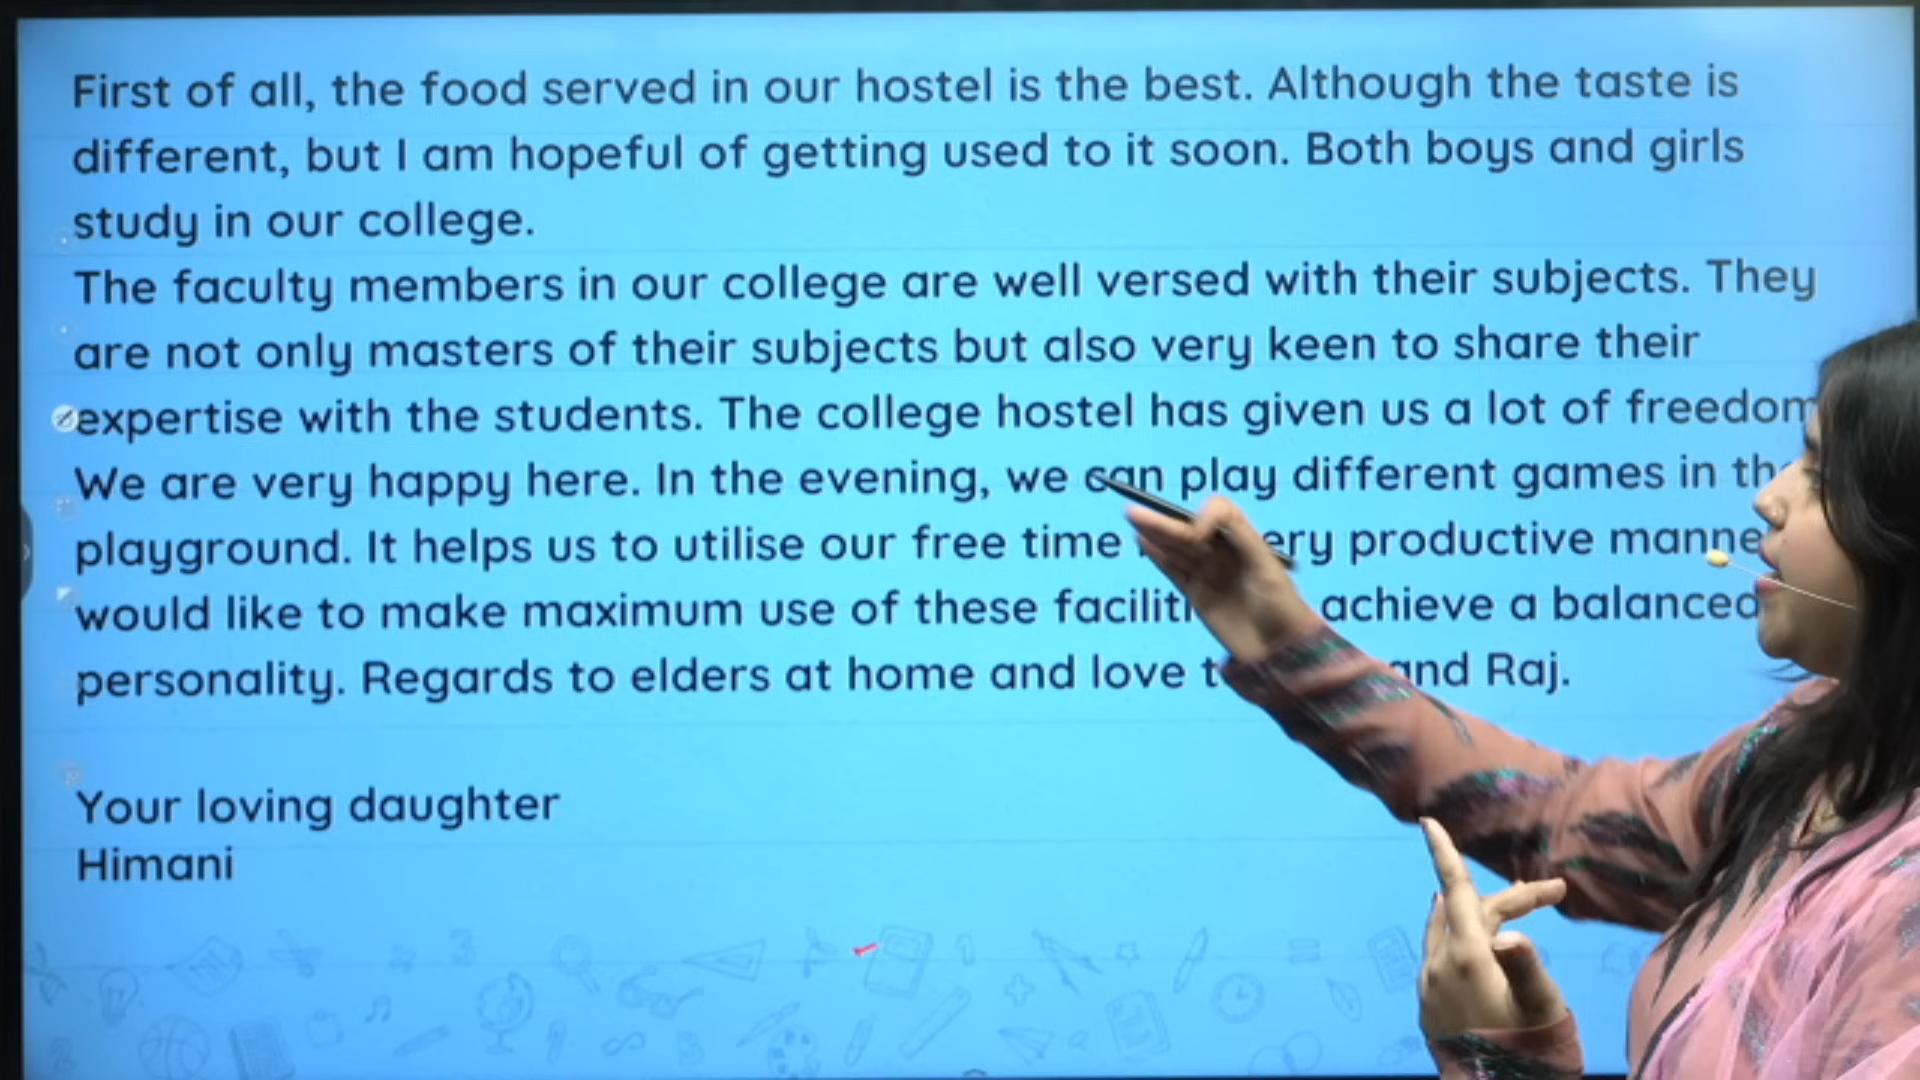 First of all, the food served in our hostel is the best. Although the taste is
different, but I am hopeful of getting used to it soon. Both boys and girls
study in our college.
The faculty members in our college are well versed with their subjects. They
are not only masters of their subjects but also very keen to share their
expertise with the students. The college hostel has given us a lot of freedom
We are very happy here. In the evening, we can play different games in
playground. It helps us to utilise our free time productive
would like to make maximum use of these achieve a balanced
personality. Regards to elders at home and love and Raj.
Your loving daughter
Himani